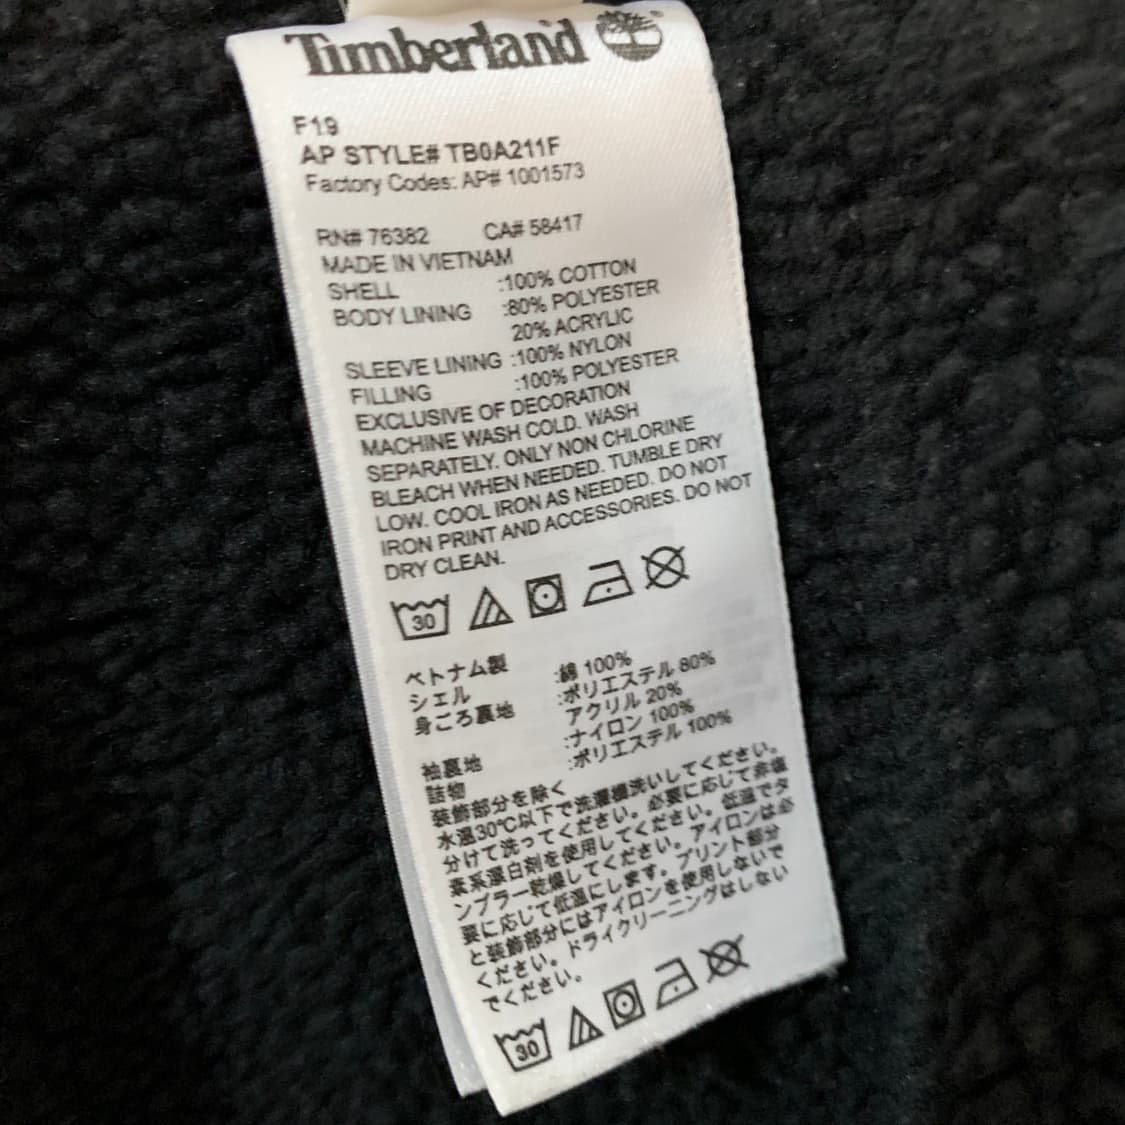 Timberland
F19
AP STYLE# TB0A211F
Factory Codes: AP# 1001573
RN# 76382 CA# 58417
MADE IN VIETNAM
SHELL :100% COTTON
BODY LINING :80% POLYESTER
20% ACRYLIC
SLEEVE LINING :100% NYLON
FILLING :100% POLYESTER
EXCLUSIVE OF DECORATION
MACHINE WASH COLD. WASH
SEPARATELY. ONLY NON CHLORINE
BLEACH WHEN NEEDED. TUMBLE DRY
LOW. COOL IRON AS NEEDED. DO NOT
IRON PRINT AND ACCESSORIES. DO NOT
DRY CLEAN.
30
ベトナム製
シェル :綿 100%
身ころ裏地 :ポリエステル 80%
アクリル 20%
袖裏地 :ナイロン 100%
詰物 :ポリエステル 100%
装飾部分を除く
水温30℃以下で洗濯機洗いしてください。
分けて洗ってください。必要に応じて非塩
素系漂白剤を使用してください。低温でタ
ンブラー乾燥してください。アイロンは必
要に応じて低温にします。プリント部分
と装飾部分にはアイロンを使用しないで
ください。ドライクリーニングはしない
でください。
30